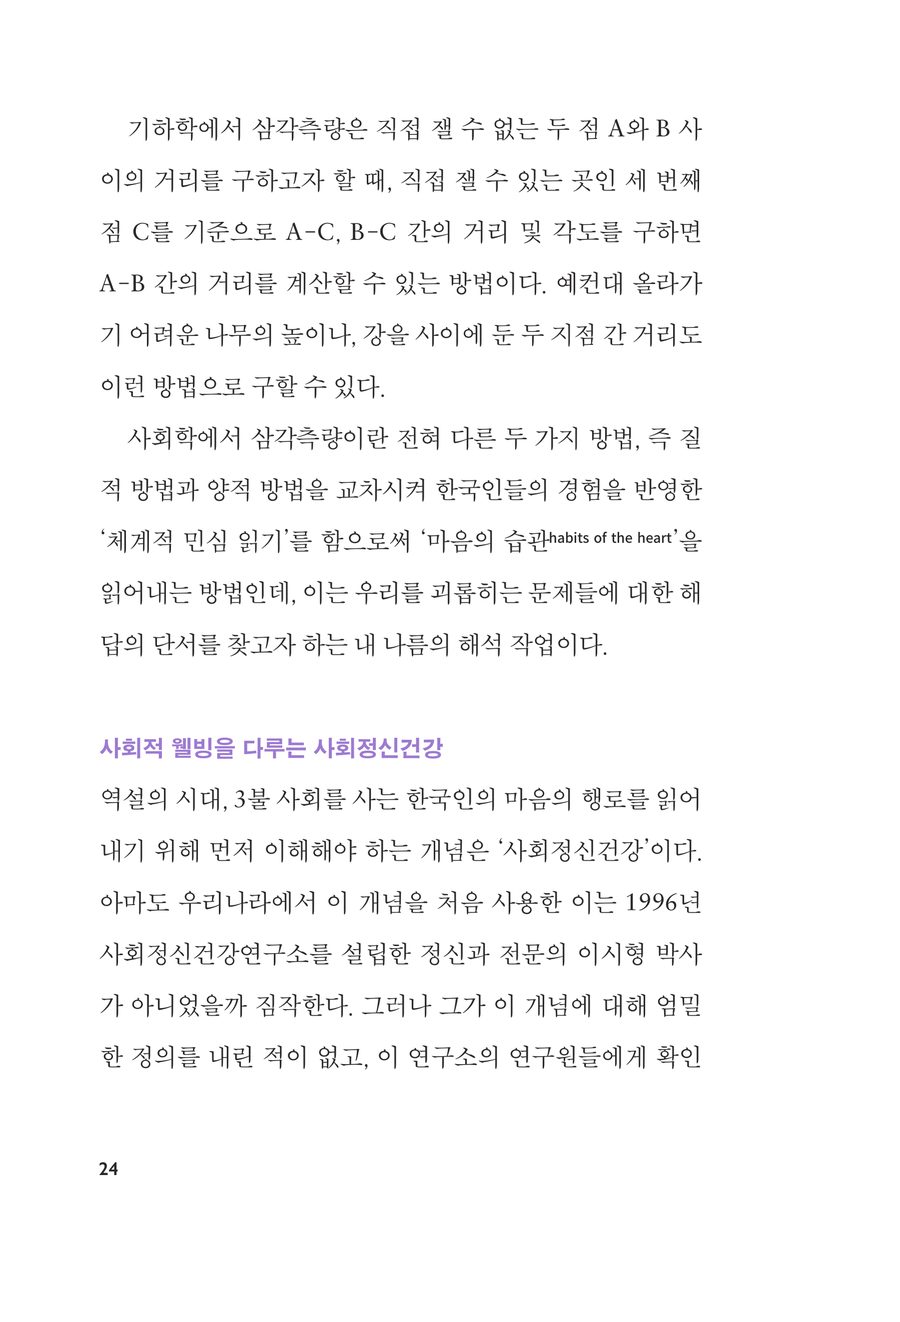 기하학에서 삼각측량은 직접 잴 수 없는 두 점 A와 B 사
이의 거리를 구하고자 할 때, 직접 잴 수 있는 곳인 세 번째
점 C를 기준으로 A-C, B-C 간의 거리 및 각도를 구하면
A-B 간의 거리를 계산할 수 있는 방법이다. 예컨대 올라가
기 어려운 나무의 높이나, 강을 사이에 둔 두 지점 간 거리도
이런 방법으로 구할 수 있다.
사회학에서 삼각측량이란 전혀 다른 두 가지 방법, 즉 질
적 방법과 양적 방법을 교차시켜 한국인들의 경험을 반영한
‘체계적 민심 읽기’를 함으로써 ‘마음의 습관habits of the heart’을
읽어내는 방법인데, 이는 우리를 괴롭히는 문제들에 대한 해
답의 단서를 찾고자 하는 내 나름의 해석 작업이다.
사회적 웰빙을 다루는 사회정신건강
역설의 시대, 3불 사회를 사는 한국인의 마음의 행로를 읽어
내기 위해 먼저 이해해야 하는 개념은 ‘사회정신건강’이다.
아마도 우리나라에서 이 개념을 처음 사용한 이는 1996년
사회정신건강연구소를 설립한 정신과 전문의 이시형 박사
가 아니었을까 짐작한다. 그러나 그가 이 개념에 대해 엄밀
한 정의를 내린 적이 없고, 이 연구소의 연구원들에게 확인
24